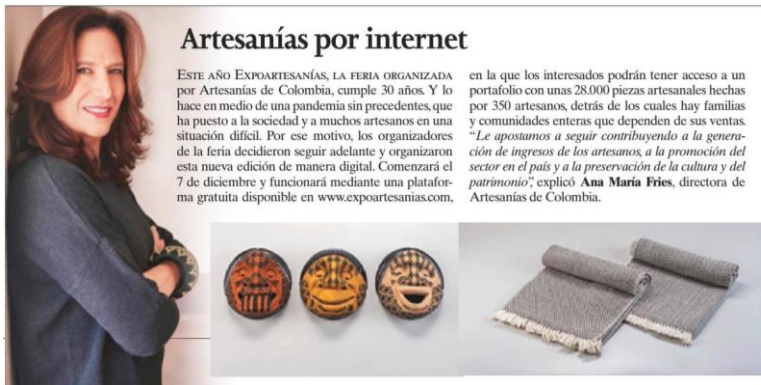 Artesanías por internet
ESTE AÑO EXPOARTESANÍAS, LA FERIA ORGANIZADA
por Artesanías de Colombia, cumple 30 años. Y lo
hace en medio de una pandemia sin precedentes, que
ha puesto a la sociedad y a muchos artesanos en una
situación difícil. Por ese motivo, los organizadores
de la feria decidieron seguir adelante y organizaron
esta nueva edición de manera digital. Comenzará el
7 de diciembre y funcionará mediante una platafor-
ma gratuita disponible en www.expoartesanias.com,
en la que los interesados podrán tener acceso a un
portafolio con unas 28.000 piezas artesanales hechas
por 350 artesanos, detrás de los cuales hay familias
y comunidades enteras que dependen de sus ventas.
"Le apostamos a seguir contribuyendo a la genera-
ción de ingresos de los artesanos, a la promoción del
sector en el país y a la preservación de la cultura y del
patrimonio", explicó Ana María Fries, directora de
Artesanías de Colombia.